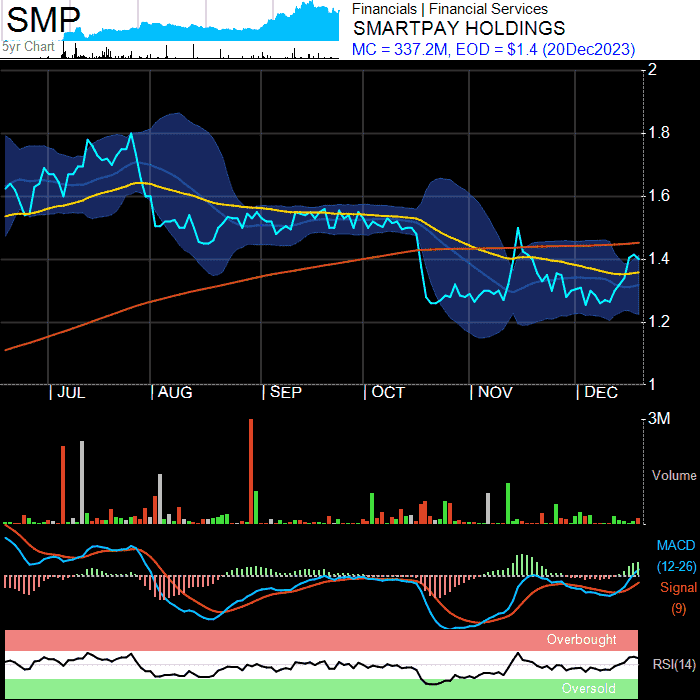 SMP
5yr Chart
Financials | Financial Services
SMARTPAY HOLDINGS
MC = 337.2M, EOD = $1.4 (20Dec2023)
2
1.8
1.6
1.4
1.2
1
| JUL | AUG | SEP | OCT | NOV | DEC
3M
Volume
MACD
(12-26)
Signal
(9)
Overbought
RSI(14)
Oversold